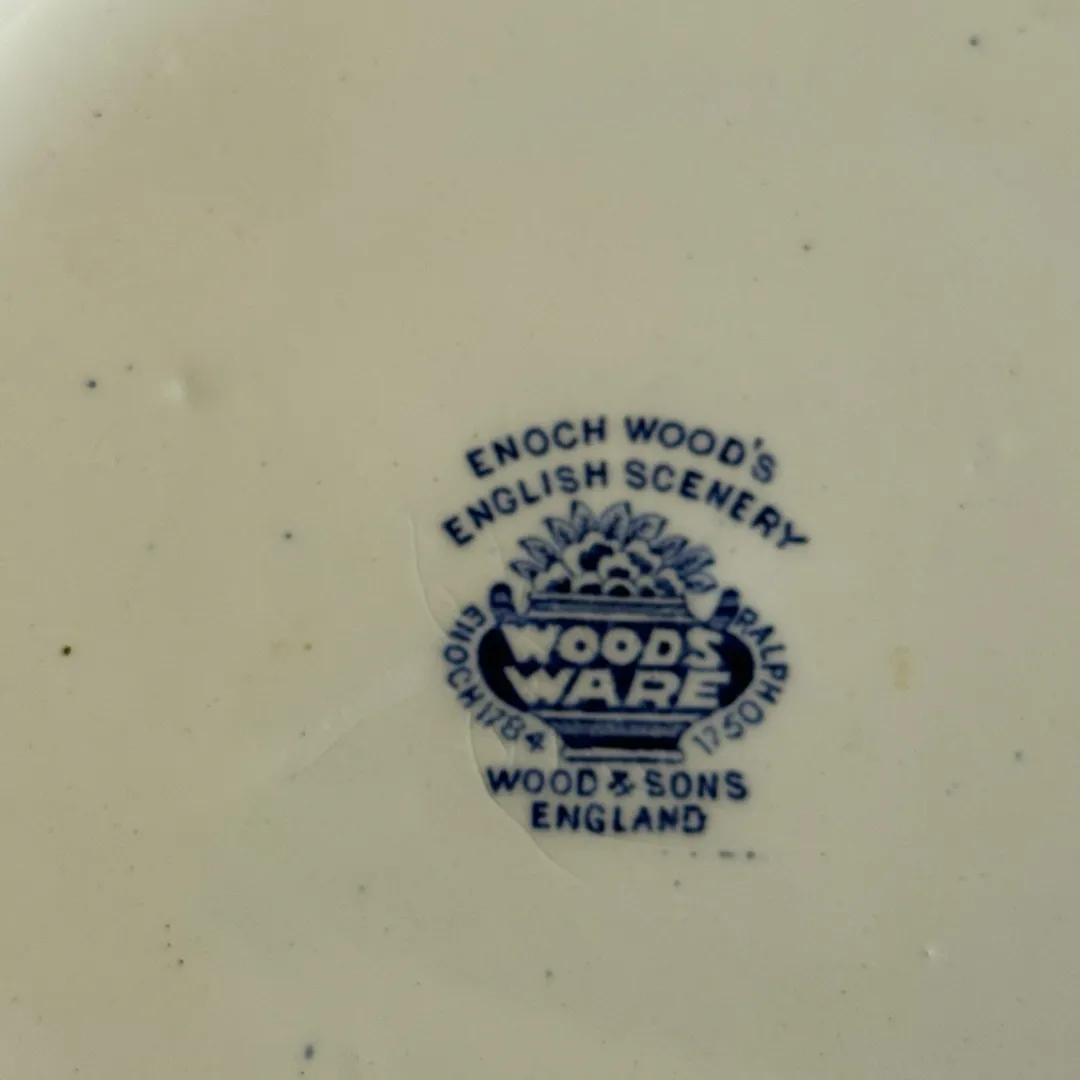 ENOCH WOOD'S
ENGLISH SCENERY
WOODS
WARE
ENOCH 1784
RALPH 1750
WOOD & SONS
ENGLAND